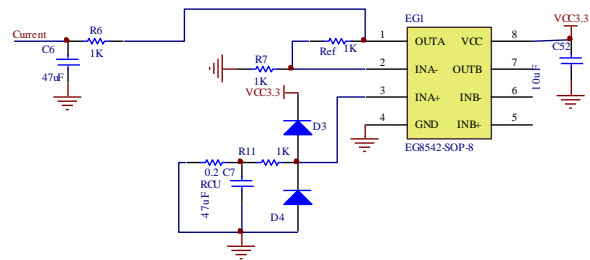 EG1
R6
Current
C6
1K
47uF
Ref
1K
R7
1K
VCC3.3
1
2
3
4
OUTA
INA-
INA+
GND
VCC
OUTB
INB-
INB+
8
7
6
5
VCC3.3
C52
10uF
EG8542-SOP-8
D3
R11
1K
0.2
RCU
C7
47uF
D4